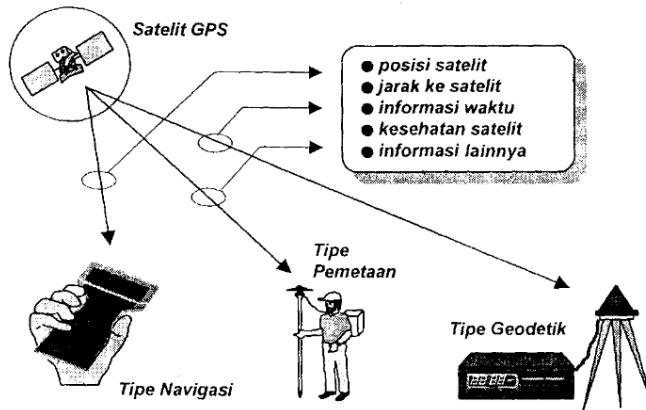 Satelit GPS
● posisi satelit
● jarak ke satelit
● informasi waktu
● kesehatan satelit
● informasi lainnya
Tipe
Pemetaan
Tipe Geodetik
Tipe Navigasi